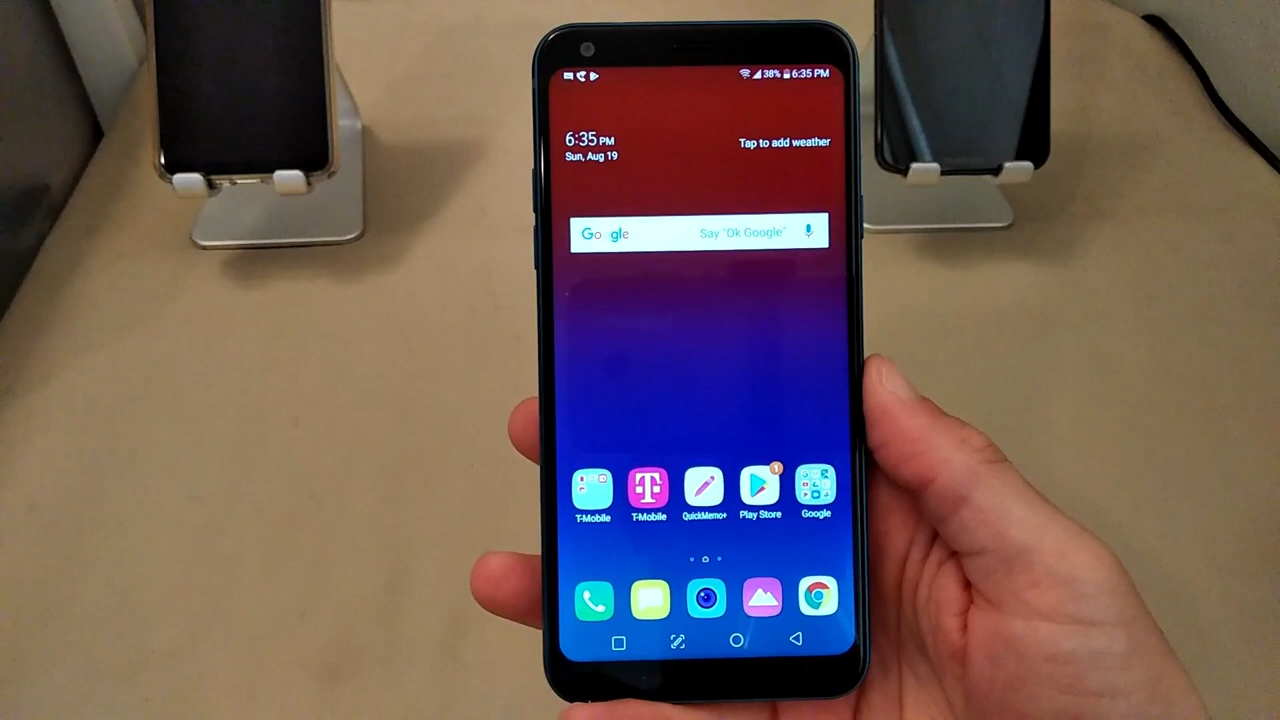 38% 6:35 PM
6:35 PM
Sun, Aug 19
Tap to add weather
Google
Say "Ok Google"
1
T-Mobile
T
T-Mobile
QuickMemo+
Play Store
Google